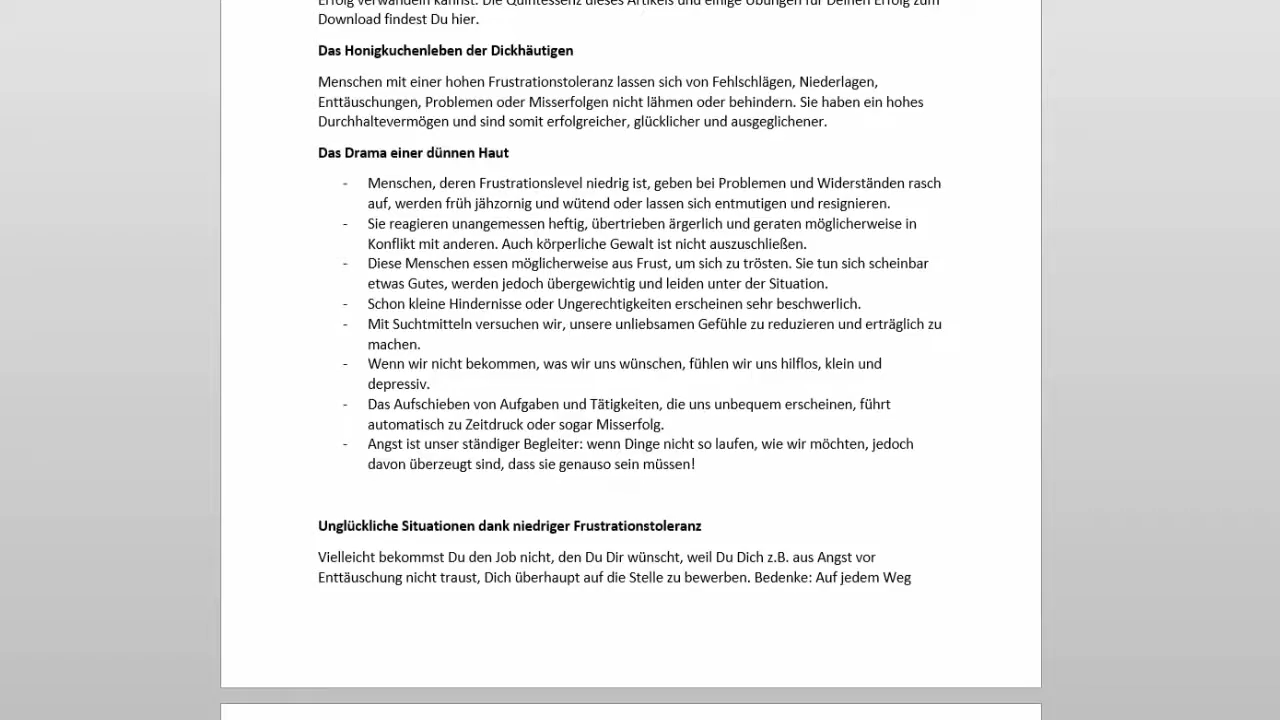 Erfolg verwandeln kannst. Die Quintessenz dieses Artikels und einige Übungen für Deinen Erfolg zum
Download findest Du hier.
Das Honigkuchenleben der Dickhäutigen
Menschen mit einer hohen Frustrationstoleranz lassen sich von Fehlschlägen, Niederlagen,
Enttäuschungen, Problemen oder Misserfolgen nicht lähmen oder behindern. Sie haben ein hohes
Durchhaltevermögen und sind somit erfolgreicher, glücklicher und ausgeglichener.
Das Drama einer dünnen Haut
- Menschen, deren Frustrationslevel niedrig ist, geben bei Problemen und Widerständen rasch
auf, werden früh jähzornig und wütend oder lassen sich entmutigen und resignieren.
- Sie reagieren unangemessen heftig, übertrieben ärgerlich und geraten möglicherweise in
Konflikt mit anderen. Auch körperliche Gewalt ist nicht auszuschließen.
- Diese Menschen essen möglicherweise aus Frust, um sich zu trösten. Sie tun sich scheinbar
etwas Gutes, werden jedoch übergewichtig und leiden unter der Situation.
- Schon kleine Hindernisse oder Ungerechtigkeiten erscheinen sehr beschwerlich.
- Mit Suchtmitteln versuchen wir, unsere unliebsamen Gefühle zu reduzieren und erträglich zu
machen.
- Wenn wir nicht bekommen, was wir uns wünschen, fühlen wir uns hilflos, klein und
depressiv.
- Das Aufschieben von Aufgaben und Tätigkeiten, die uns unbequem erscheinen, führt
automatisch zu Zeitdruck oder sogar Misserfolg.
- Angst ist unser ständiger Begleiter: wenn Dinge nicht so laufen, wie wir möchten, jedoch
davon überzeugt sind, dass sie genauso sein müssen!
Unglückliche Situationen dank niedriger Frustrationstoleranz
Vielleicht bekommst Du den Job nicht, den Du Dir wünscht, weil Du Dich z.B. aus Angst vor
Enttäuschung nicht traust, Dich überhaupt auf die Stelle zu bewerben. Bedenke: Auf jedem Weg